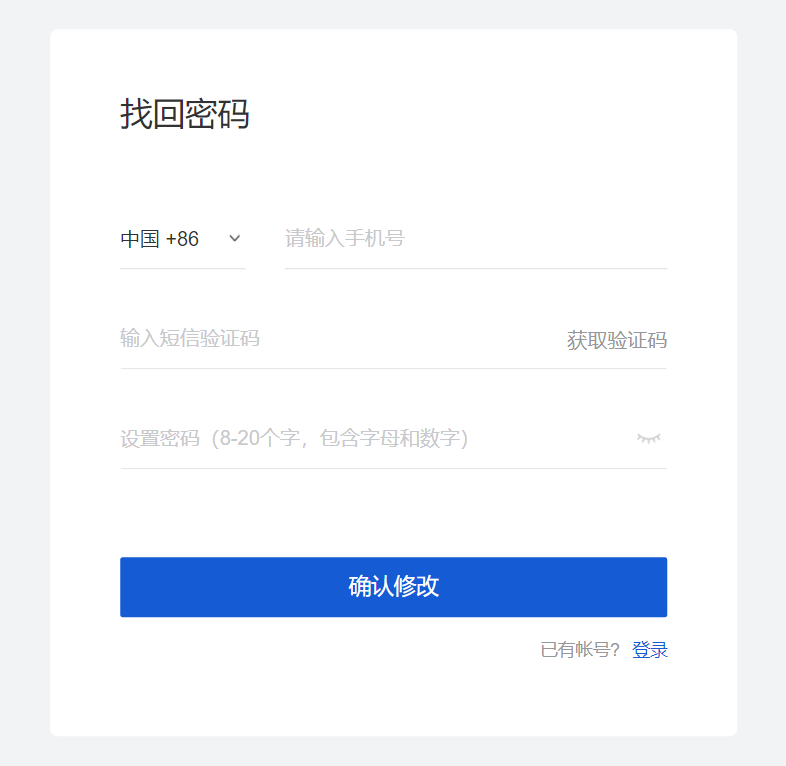 找回密码
中国 +86 请输入手机号
输入短信验证码 获取验证码
设置密码（8-20个字，包含字母和数字）
确认修改
已有帐号？ 登录